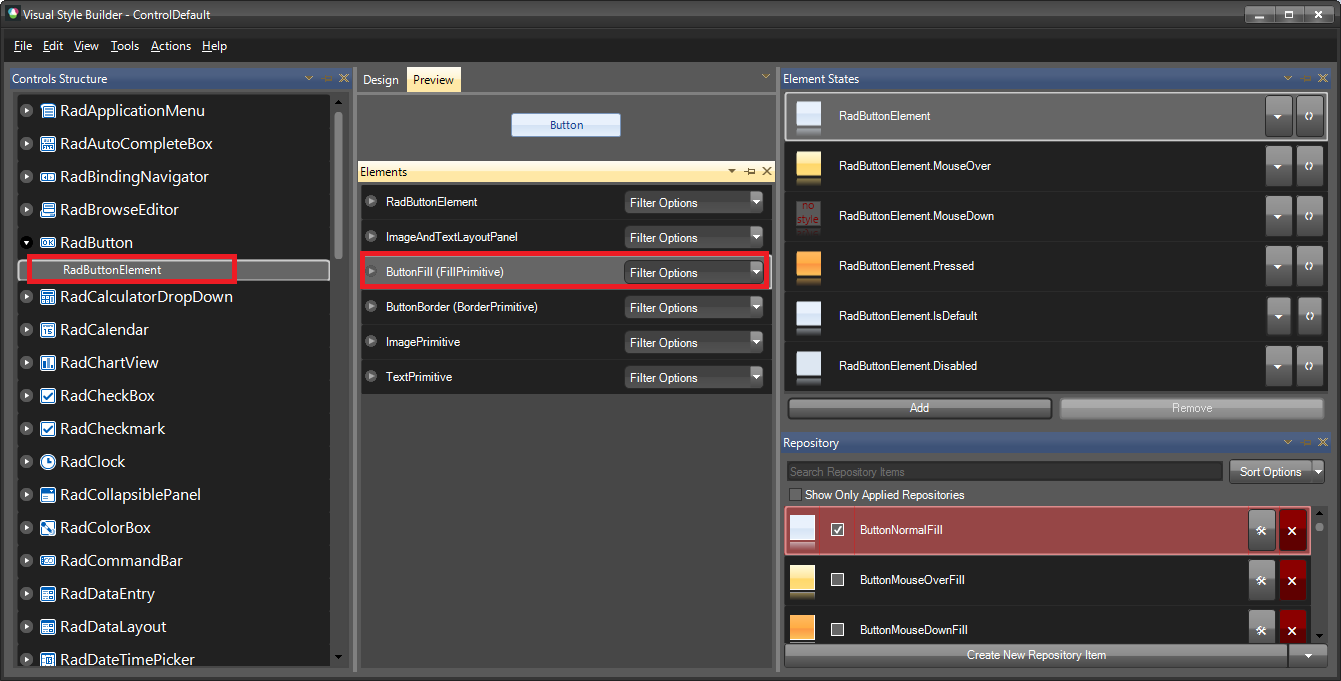 Visual Style Builder - ControlDefault
File Edit View Tools Actions Help
Controls Structure
RadApplicationMenu
RadAutoCompleteBox
RadBindingNavigator
RadBrowseEditor
RadButton
RadButtonElement
RadCalculatorDropDown
RadCalendar
RadChartView
RadCheckBox
RadCheckmark
RadClock
RadCollapsiblePanel
RadColorBox
RadCommandBar
RadDataEntry
RadDataLayout
RadDateTimePicker
Design Preview
Button
Elements
RadButtonElement Filter Options
ImageAndTextLayoutPanel Filter Options
ButtonFill (FillPrimitive) Filter Options
ButtonBorder (BorderPrimitive) Filter Options
ImagePrimitive Filter Options
TextPrimitive Filter Options
Element States
RadButtonElement
RadButtonElement.MouseOver
no
style
RadButtonElement.MouseDown
RadButtonElement.Pressed
RadButtonElement.IsDefault
RadButtonElement.Disabled
Add Remove
Repository
Search Repository Items Sort Options
Show Only Applied Repositories
ButtonNormalFill
ButtonMouseOverFill
ButtonMouseDownFill
Create New Repository Item